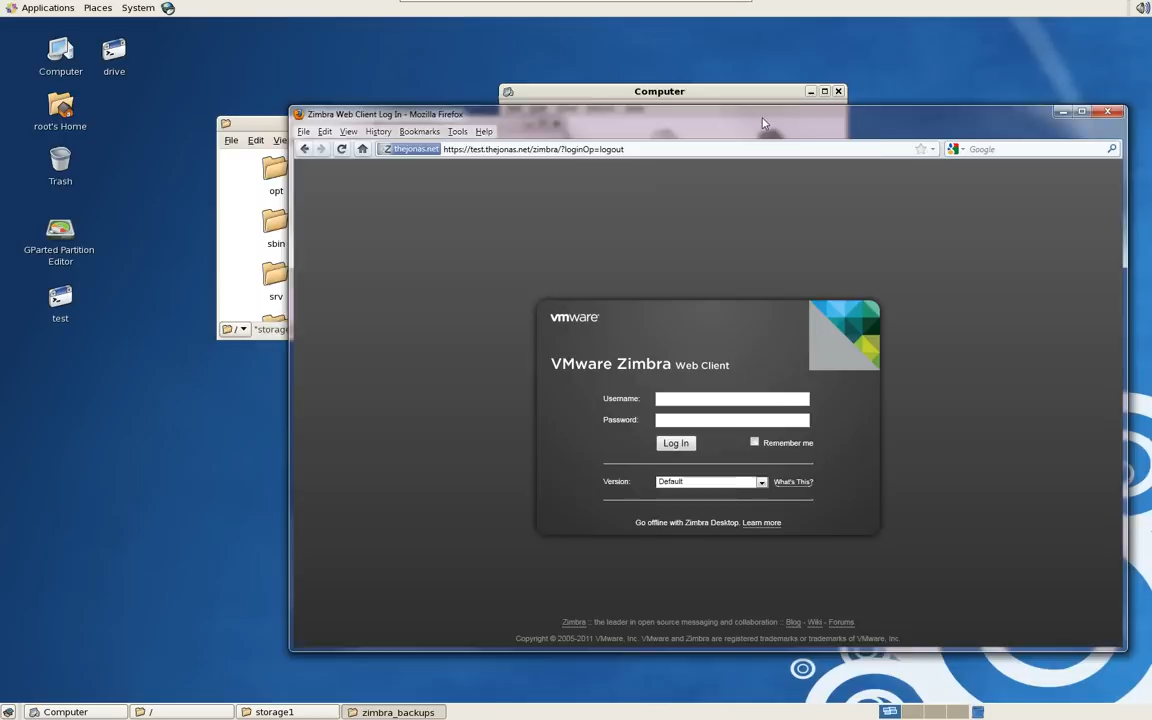 Applications Places System
Computer
drive
root's Home
Trash
GParted Partition
Editor
test
Computer
File Edit
opt
sbin
srv
/
"storage
Zimbra Web Client Log In - Mozilla Firefox
File Edit View History Bookmarks Tools Help
thejonas.net https://test.thejonas.net/zimbra/?loginOp=logout
Google
vmware
VMware Zimbra Web Client
Username:
Password:
Log In
Remember me
Version: Default What's This?
Go offline with Zimbra Desktop. Learn more
Zimbra :: the leader in open source messaging and collaboration :: Blog - Wiki - Forums
Copyright © 2005-2011 VMware, Inc. VMware and Zimbra are registered trademarks or trademarks of VMware, Inc.
Computer / storage1 zimbra_backups